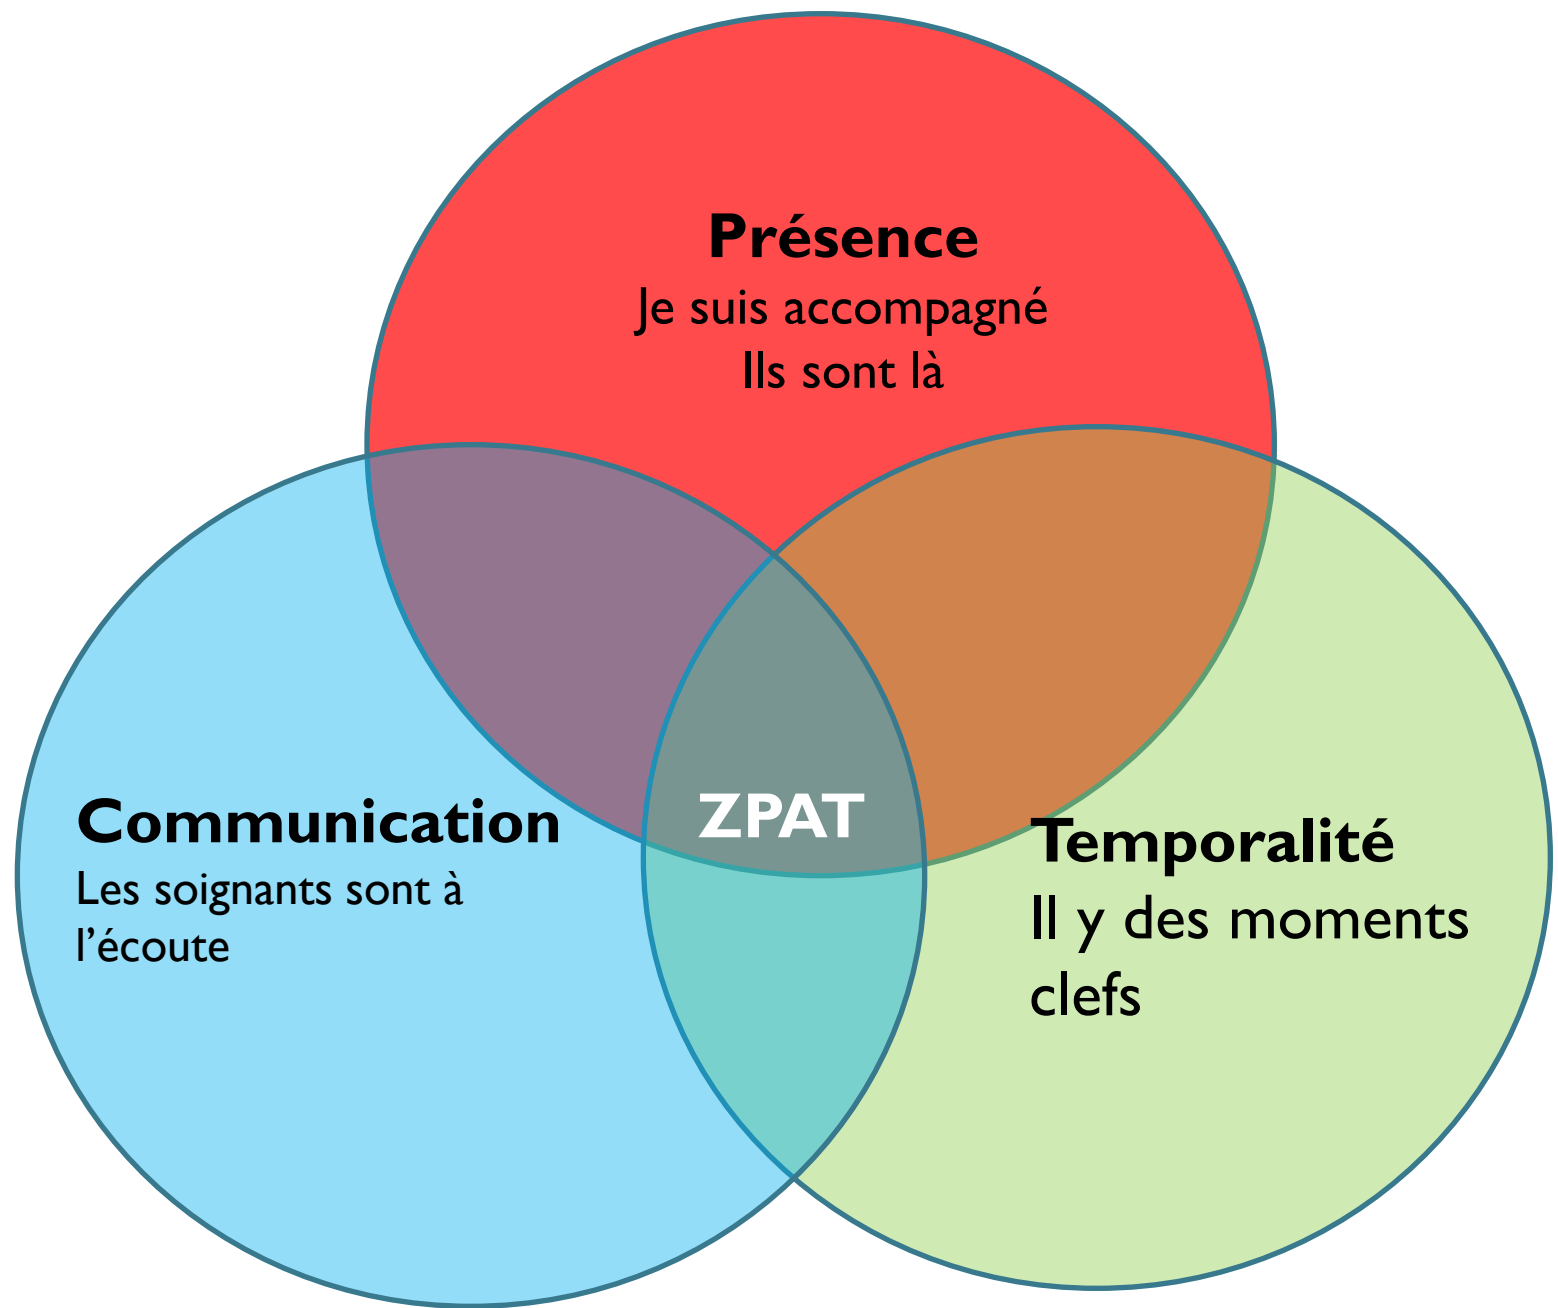 Présence
Je suis accompagné
Ils sont là
Communication
Les soignants sont à
l'écoute
ZPAT
Temporalité
Il y des moments
clefs